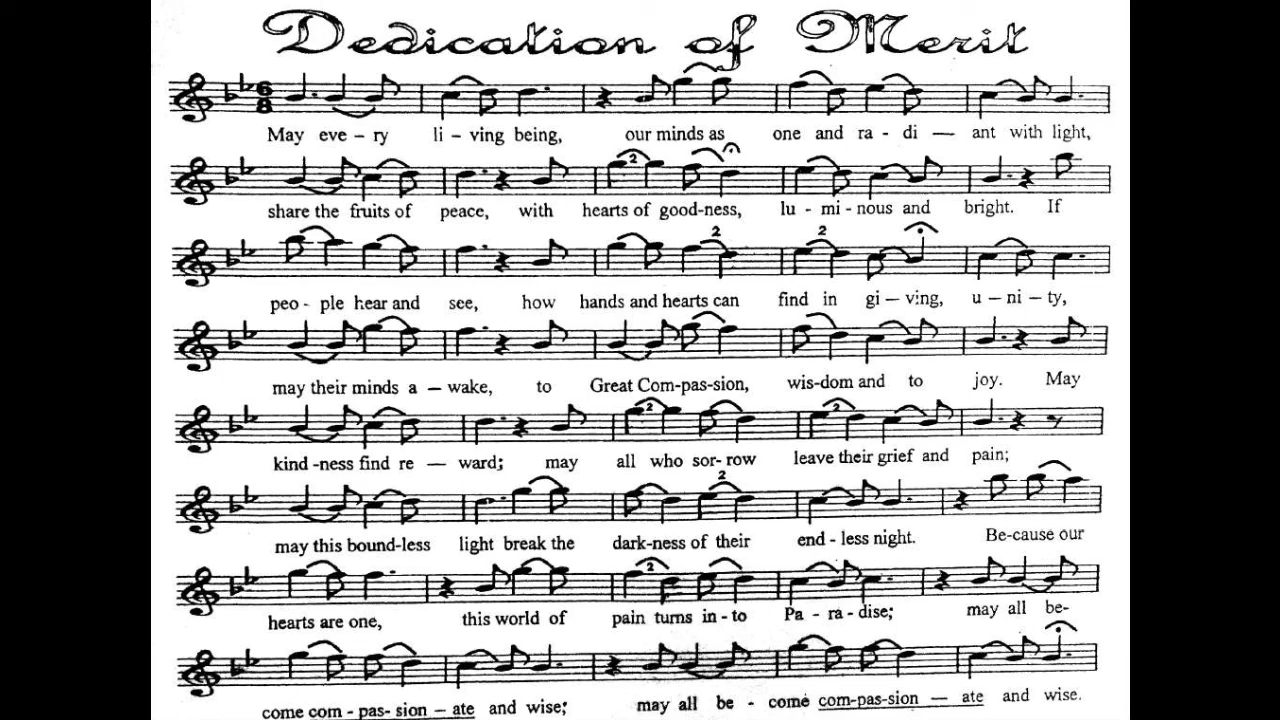 Dedication of Merit
May eve - ry li - ving being, our minds as one and ra - di — ant with light,
share the fruits of peace, with hearts of good-ness, lu - mi - nous and bright. If
peo - ple hear and see, how hands and hearts can find in gi — ving, u — ni — ty,
may their minds a — wake, to Great Com-pas-sion, wis-dom and to joy. May
kind -ness find re — ward; may all who sor- row leave their grief and pain;
may this bound-less light break the dark-ness of their end - less night. Be-cause our
hearts are one, this world of pain turns in - to Pa - ra - dise; may all be-
come com - pas- sion — ate and wise; may all be - come com-pas-sion — ate and wise.